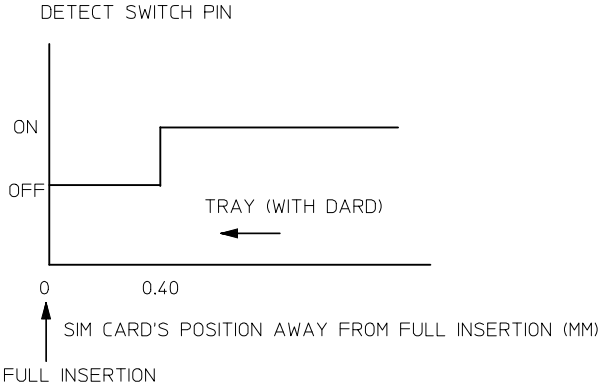 DETECT SWITCH PIN
ON
OFF
TRAY (WITH DARD)
0 0.40
SIM CARD'S POSITION AWAY FROM FULL INSERTION (MM)
FULL INSERTION